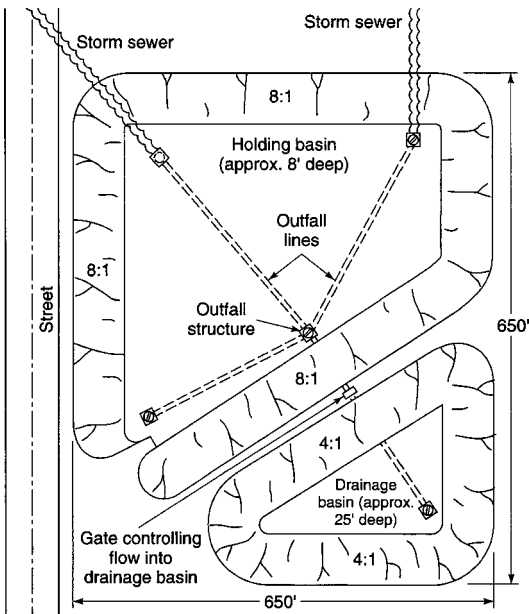 Storm sewer
Storm sewer
8:1
Holding basin
(approx. 8' deep)
Outfall
lines
8:1
Street
Outfall
structure
650'
8:1
4:1
Drainage
basin (approx.
25' deep)
Gate controlling
flow into
drainage basin
4:1
650'